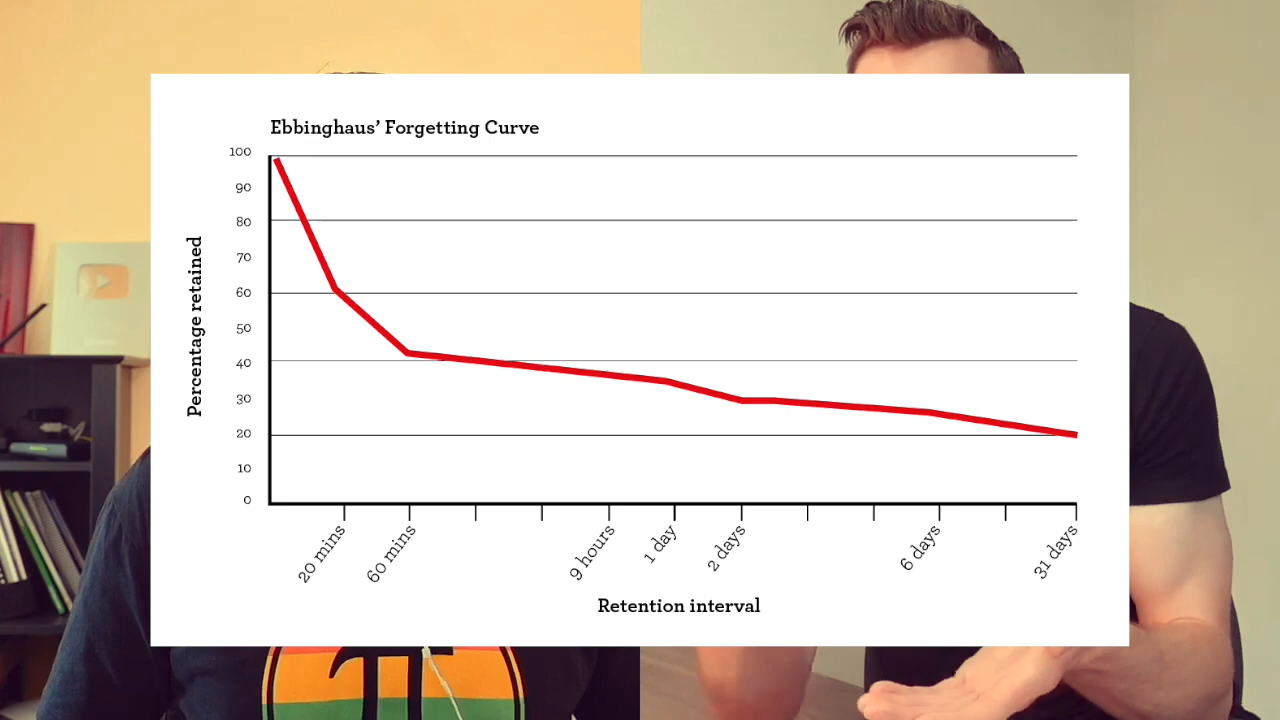 Ebbinghaus’ Forgetting Curve
100
90
80
70
60
50
40
30
20
10
0
Percentage retained
20 mins
60 mins
9 hours
1 day
2 days
6 days
31 days
Retention interval